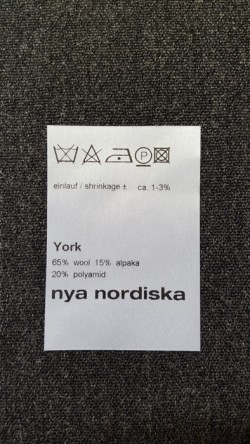 einlauf / shrinkage ± ca. 1-3%
York
65% wool 15% alpaka
20% polyamid
nya nordiska